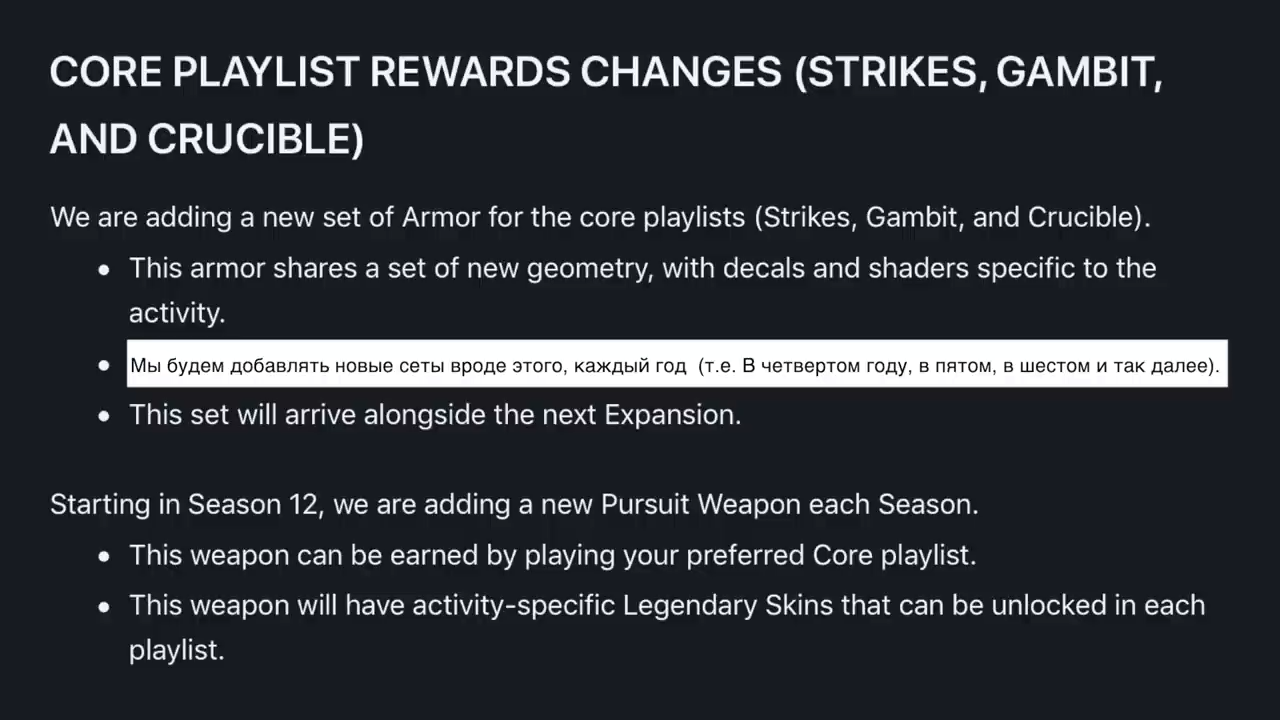 CORE PLAYLIST REWARDS CHANGES (STRIKES, GAMBIT,
AND CRUCIBLE)
We are adding a new set of Armor for the core playlists (Strikes, Gambit, and Crucible).
• This armor shares a set of new geometry, with decals and shaders specific to the
activity.
• Мы будем добавлять новые сеты вроде этого, каждый год (т.е. В четвертом году, в пятом, в шестом и так далее).
• This set will arrive alongside the next Expansion.
Starting in Season 12, we are adding a new Pursuit Weapon each Season.
• This weapon can be earned by playing your preferred Core playlist.
• This weapon will have activity-specific Legendary Skins that can be unlocked in each
playlist.